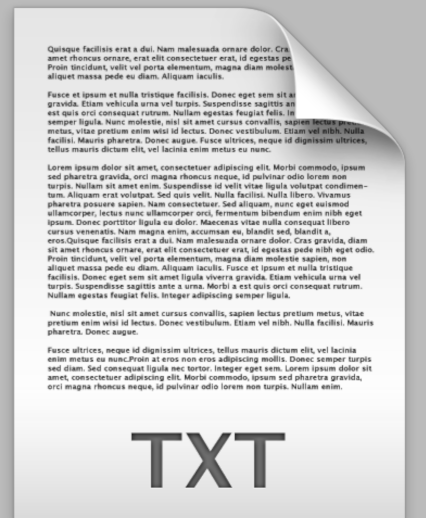 Quisque facilisis erat a dui. Nam malesuada ornare dolor.
amet rhoncus ornare, erat elit consectetuer erat, id egestas
Proin tincidunt, velit vel porta elementum, magna diam
aliquet massa pede eu diam. Aliquam iaculis.
Fusce et ipsum et nulla tristique facilisis. Donec eget sem sit
gravida. Etiam vehicula urna vel turpis. Suspendisse sagittis
est quis orci consequat rutrum. Nullam egestas feugiat felis.
semper ligula. Nunc molestie, nisl sit amet cursus convallis, sapien lectus
metus, vitae pretium enim wisi id lectus. Donec vestibulum. Etiam vel nibh. Nulla
facilisi. Mauris pharetra. Donec augue. Fusce ultrices, neque id dignissim ultrices,
tellus mauris dictum elit, vel lacinia enim metus eu nunc.
Lorem ipsum dolor sit amet, consectetuer adipiscing elit. Morbi commodo, ipsum
sed pharetra gravida, orci magna rhoncus neque, id pulvinar odio lorem non
turpis. Nullam sit amet enim. Suspendisse id velit vitae ligula volutpat condimen-
tum. Aliquam erat volutpat. Sed quis velit. Nulla facilisi. Nulla libero. Vivamus
pharetra posuere sapien. Nam consectetuer. Sed aliquam, nunc eget euismod
ullamcorper, lectus nunc ullamcorper orci, fermentum bibendum enim nibh eget
ipsum. Donec porttitor ligula eu dolor. Maecenas vitae nulla consequat libero
cursus venenatis. Nam magna enim, accumsan eu, blandit sed, blandit a,
eros.Quisque facilisis erat a dui. Nam malesuada ornare dolor. Cras gravida, diam
sit amet rhoncus ornare, erat elit consectetuer erat, id egestas pede nibh eget odio.
Proin tincidunt, velit vel porta elementum, magna diam molestie sapien, non
aliquet massa pede eu diam. Aliquam iaculis. Fusce et ipsum et nulla tristique
facilisis. Donec eget sem sit amet ligula viverra gravida. Etiam vehicula urna vel
turpis. Suspendisse sagittis ante a urna. Morbi a est quis orci consequat rutrum.
Nullam egestas feugiat felis. Integer adipiscing semper ligula.
Nunc molestie, nisl sit amet cursus convallis, sapien lectus pretium metus, vitae
pretium enim wisi id lectus. Donec vestibulum. Etiam vel nibh. Nulla facilisi. Mauris
pharetra. Donec augue.
Fusce ultrices, neque id dignissim ultrices, tellus mauris dictum elit, vel lacinia
enim metus eu nunc.Proin at eros non eros adipiscing mollis. Donec semper turpis
sed diam. Sed consequat ligula nec tortor. Integer eget sem. Lorem ipsum dolor sit
amet, consectetuer adipiscing elit. Morbi commodo, ipsum sed pharetra gravida,
orci magna rhoncus neque, id pulvinar odio lorem non turpis. Nullam enim.
TXT